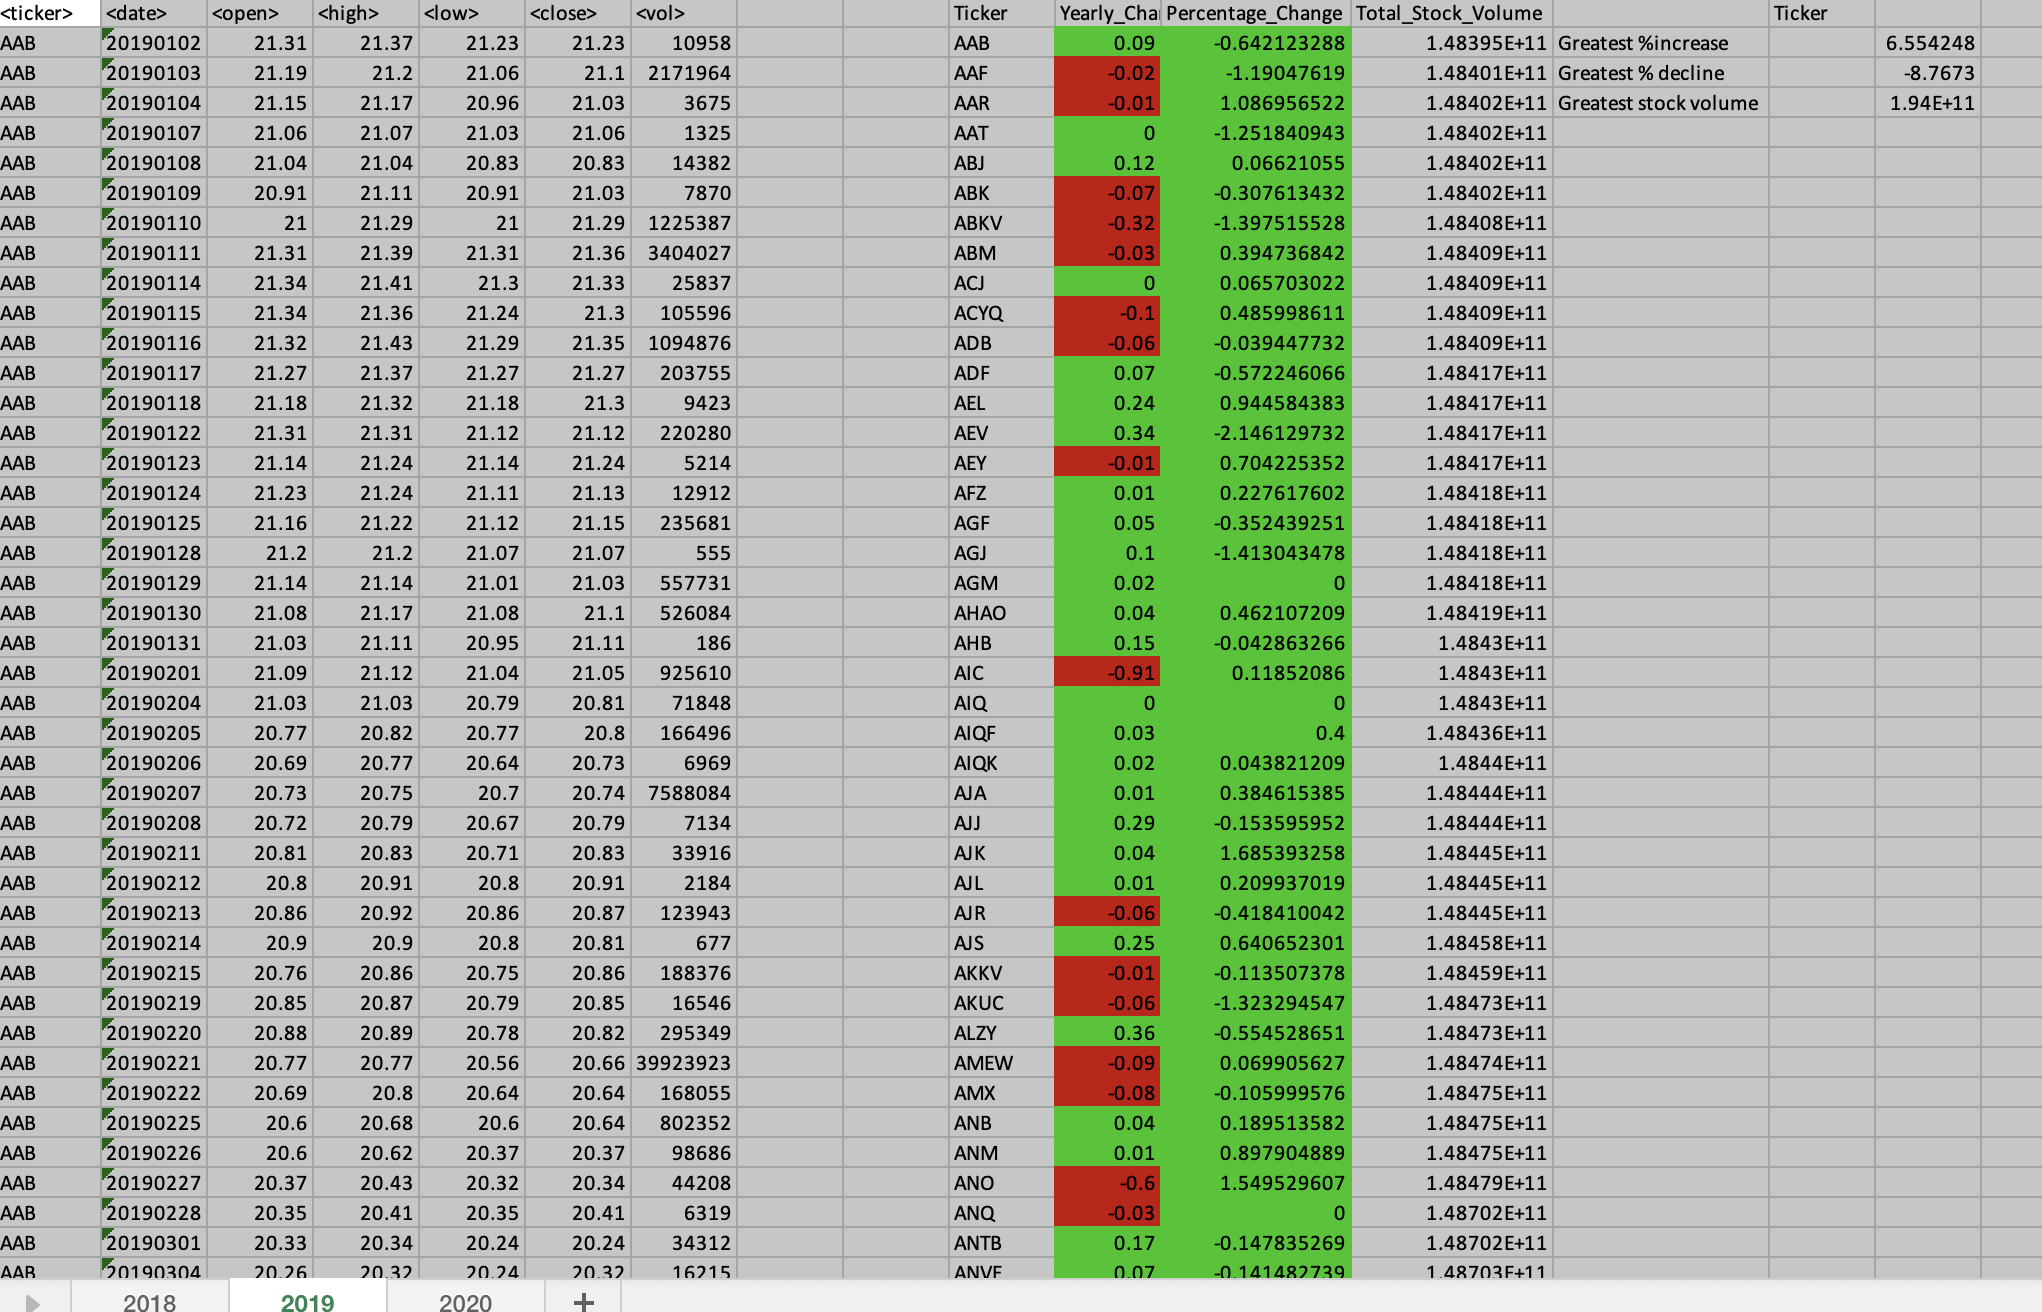 <ticker> <date> <open> <high> <low> <close> <vol> Ticker Yearly_Cha Percentage_Change Total_Stock_Volume Ticker
AAB 20190102 21.31 21.37 21.23 21.23 10958 AAB 0.09 -0.642123288 1.48395E+11 Greatest %increase 6.554248
AAB 20190103 21.19 21.2 21.06 21.1 2171964 AAF -0.02 -1.19047619 1.48401E+11 Greatest % decline -8.7673
AAB 20190104 21.15 21.17 20.96 21.03 3675 AAR -0.01 1.086956522 1.48402E+11 Greatest stock volume 1.94E+11
AAB 20190107 21.06 21.07 21.03 21.06 1325 AAT 0 -1.251840943 1.48402E+11
AAB 20190108 21.04 21.04 20.83 20.83 14382 ABJ 0.12 0.06621055 1.48402E+11
AAB 20190109 20.91 21.11 20.91 21.03 7870 ABK -0.07 -0.307613432 1.48402E+11
AAB 20190110 21 21.29 21 21.29 1225387 ABKV -0.32 -1.397515528 1.48408E+11
AAB 20190111 21.31 21.39 21.31 21.36 3404027 ABM -0.03 0.394736842 1.48409E+11
AAB 20190114 21.34 21.41 21.3 21.33 25837 ACJ 0 0.065703022 1.48409E+11
AAB 20190115 21.34 21.36 21.24 21.3 105596 ACYQ -0.1 0.485998611 1.48409E+11
AAB 20190116 21.32 21.43 21.29 21.35 1094876 ADB -0.06 -0.039447732 1.48409E+11
AAB 20190117 21.27 21.37 21.27 21.27 203755 ADF 0.07 -0.572246066 1.48417E+11
AAB 20190118 21.18 21.32 21.18 21.3 9423 AEL 0.24 0.944584383 1.48417E+11
AAB 20190122 21.31 21.31 21.12 21.12 220280 AEV 0.34 -2.146129732 1.48417E+11
AAB 20190123 21.14 21.24 21.14 21.24 5214 AEY -0.01 0.704225352 1.48417E+11
AAB 20190124 21.23 21.24 21.11 21.13 12912 AFZ 0.01 0.227617602 1.48418E+11
AAB 20190125 21.16 21.22 21.12 21.15 235681 AGF 0.05 -0.352439251 1.48418E+11
AAB 20190128 21.2 21.2 21.07 21.07 555 AGJ 0.1 -1.413043478 1.48418E+11
AAB 20190129 21.14 21.14 21.01 21.03 557731 AGM 0.02 0 1.48418E+11
AAB 20190130 21.08 21.17 21.08 21.1 526084 AHAO 0.04 0.462107209 1.48419E+11
AAB 20190131 21.03 21.11 20.95 21.11 186 AHB 0.15 -0.042863266 1.4843E+11
AAB 20190201 21.09 21.12 21.04 21.05 925610 AIC -0.91 0.11852086 1.4843E+11
AAB 20190204 21.03 21.03 20.79 20.81 71848 AIQ 0 0 1.4843E+11
AAB 20190205 20.77 20.82 20.77 20.8 166496 AIQF 0.03 0.4 1.48436E+11
AAB 20190206 20.69 20.77 20.64 20.73 6969 AIQK 0.02 0.043821209 1.4844E+11
AAB 20190207 20.73 20.75 20.7 20.74 7588084 AJA 0.01 0.384615385 1.48444E+11
AAB 20190208 20.72 20.79 20.67 20.79 7134 AJJ 0.29 -0.153595952 1.48444E+11
AAB 20190211 20.81 20.83 20.71 20.83 33916 AJK 0.04 1.685393258 1.48445E+11
AAB 20190212 20.8 20.91 20.8 20.91 2184 AJL 0.01 0.209937019 1.48445E+11
AAB 20190213 20.86 20.92 20.86 20.87 123943 AJR -0.06 -0.418410042 1.48445E+11
AAB 20190214 20.9 20.9 20.8 20.81 677 AJS 0.25 0.640652301 1.48458E+11
AAB 20190215 20.76 20.86 20.75 20.86 188376 AKKV -0.01 -0.113507378 1.48459E+11
AAB 20190219 20.85 20.87 20.79 20.85 16546 AKUC -0.06 -1.323294547 1.48473E+11
AAB 20190220 20.88 20.89 20.78 20.82 295349 ALZY 0.36 -0.554528651 1.48473E+11
AAB 20190221 20.77 20.77 20.56 20.66 39923923 AMEW -0.09 0.069905627 1.48474E+11
AAB 20190222 20.69 20.8 20.64 20.64 168055 AMX -0.08 -0.105999576 1.48475E+11
AAB 20190225 20.6 20.68 20.6 20.64 802352 ANB 0.04 0.189513582 1.48475E+11
AAB 20190226 20.6 20.62 20.37 20.37 98686 ANM 0.01 0.897904889 1.48475E+11
AAB 20190227 20.37 20.43 20.32 20.34 44208 ANO -0.6 1.549529607 1.48479E+11
AAB 20190228 20.35 20.41 20.35 20.41 6319 ANQ -0.03 0 1.48702E+11
AAB 20190301 20.33 20.34 20.24 20.24 34312 ANTB 0.17 -0.147835269 1.48702E+11
AAB 20190304 20.26 20.32 20.24 20.32 16215 ANVF 0.07 -0.141482739 1.48703E+11
2018 2019 2020 +